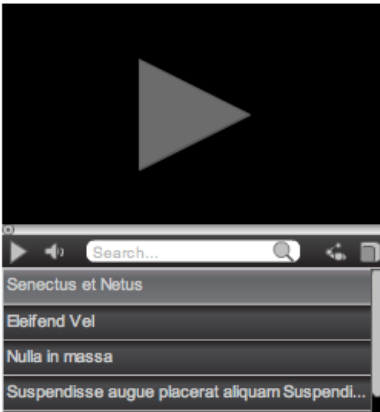 Search...
Senectus et Netus
Eleifend Vel
Nulla in massa
Suspendisse augue placerat aliquam Suspendi...